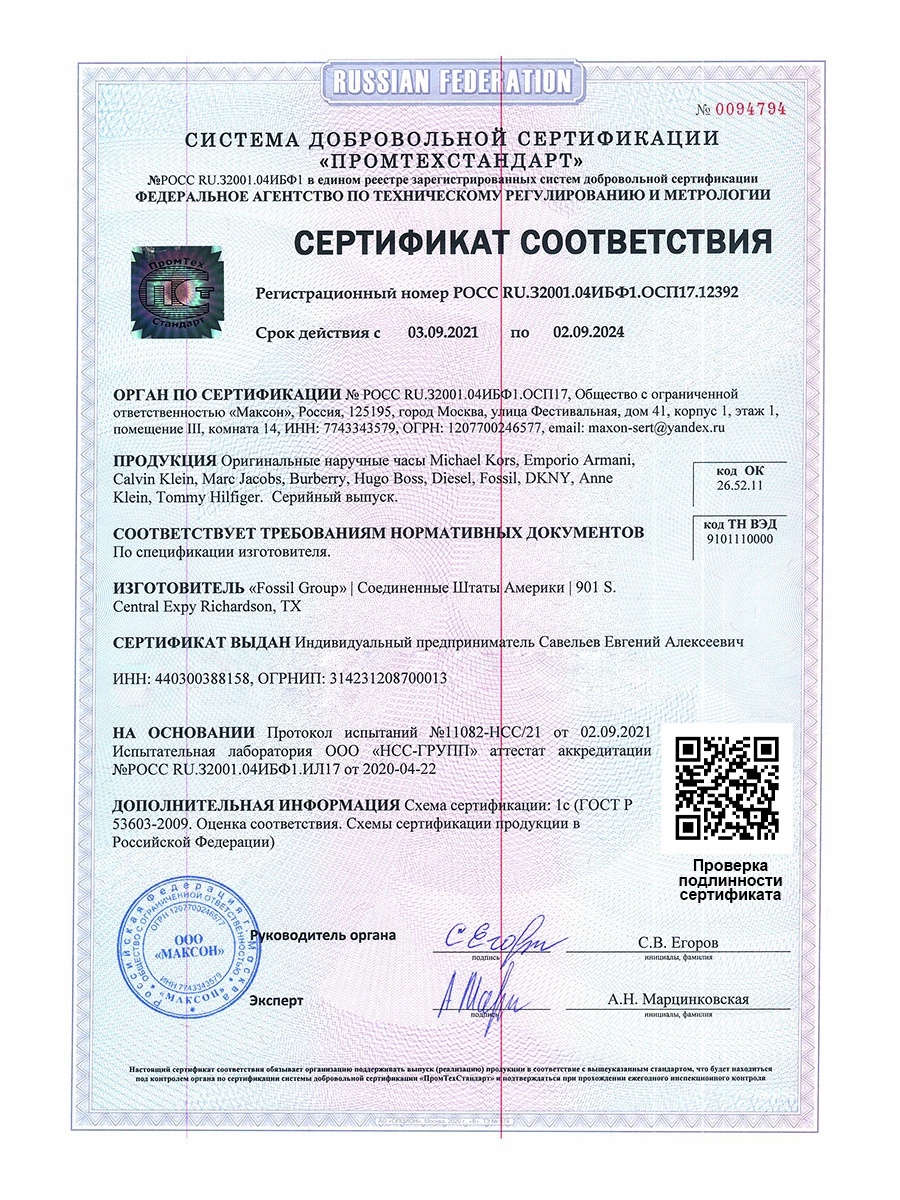 RUSSIAN FEDERATION
№ 0094794
СИСТЕМА ДОБРОВОЛЬНОЙ СЕРТИФИКАЦИИ
«ПРОМТЕХСТАНДАРТ»
№РОСС RU.32001.04ИБФ1 в едином реестре зарегистрированных систем добровольной сертификации
ФЕДЕРАЛЬНОЕ АГЕНТСТВО ПО ТЕХНИЧЕСКОМУ РЕГУЛИРОВАНИЮ И МЕТРОЛОГИИ
СЕРТИФИКАТ СООТВЕТСТВИЯ
ПромТех
ПСТ
Стандарт
Регистрационный номер РОСС RU.32001.04ИБФ1.ОСП17.12392
Срок действия с 03.09.2021 по 02.09.2024
ОРГАН ПО СЕРТИФИКАЦИИ № РОСС RU.32001.04ИБФ1.ОСП17, Общество с ограниченной
ответственностью «Максон», Россия, 125195, город Москва, улица Фестивальная, дом 41, корпус 1, этаж 1,
помещение III, комната 14, ИНН: 7743343579, ОГРН: 1207700246577, email: maxon-sert@yandex.ru
ПРОДУКЦИЯ Оригинальные наручные часы Michael Kors, Emporio Armani,
Calvin Klein, Marc Jacobs, Burberry, Hugo Boss, Diesel, Fossil, DKNY, Anne
Klein, Tommy Hilfiger. Серийный выпуск.
код ОК
26.52.11
СООТВЕТСТВУЕТ ТРЕБОВАНИЯМ НОРМАТИВНЫХ ДОКУМЕНТОВ
По спецификации изготовителя.
код ТН ВЭД
9101110000
ИЗГОТОВИТЕЛЬ «Fossil Group» | Соединенные Штаты Америки | 901 S.
Central Expy Richardson, TX
СЕРТИФИКАТ ВЫДАН Индивидуальный предприниматель Савельев Евгений Алексеевич
ИНН: 440300388158, ОГРНИП: 314231208700013
НА ОСНОВАНИИ Протокол испытаний №11082-НСС/21 от 02.09.2021
Испытательная лаборатория ООО «НСС-ГРУПП» аттестат аккредитации
№РОСС RU.32001.04ИБФ1.ИЛ17 от 2020-04-22
ДОПОЛНИТЕЛЬНАЯ ИНФОРМАЦИЯ Схема сертификации: 1с (ГОСТ Р
53603-2009. Оценка соответствия. Схемы сертификации продукции в
Российской Федерации)
Проверка
подлинности
сертификата
Российская Федерация г. Москва
ОБЩЕСТВО С ОГРАНИЧЕННОЙ ОТВЕТСТВЕННОСТЬЮ
ОГРН 1207700246577
ООО
«МАКСОН»
ИНН 7743343579
«МАКСОН»
Руководитель органа
С Егоров
подпись
С.В. Егоров
инициалы, фамилия
Эксперт
подпись
А.Н. Марцинковская
инициалы, фамилия
Настоящий сертификат соответствия обязывает организацию поддерживать выпуск (реализацию) продукции в соответствие с вышеуказанным стандартом, что будет находиться
под контролем органа по сертификации системы добровольной сертификации «ПромТехСтандарт» и подтверждаться при прохождении ежегодного инспекционного контроля